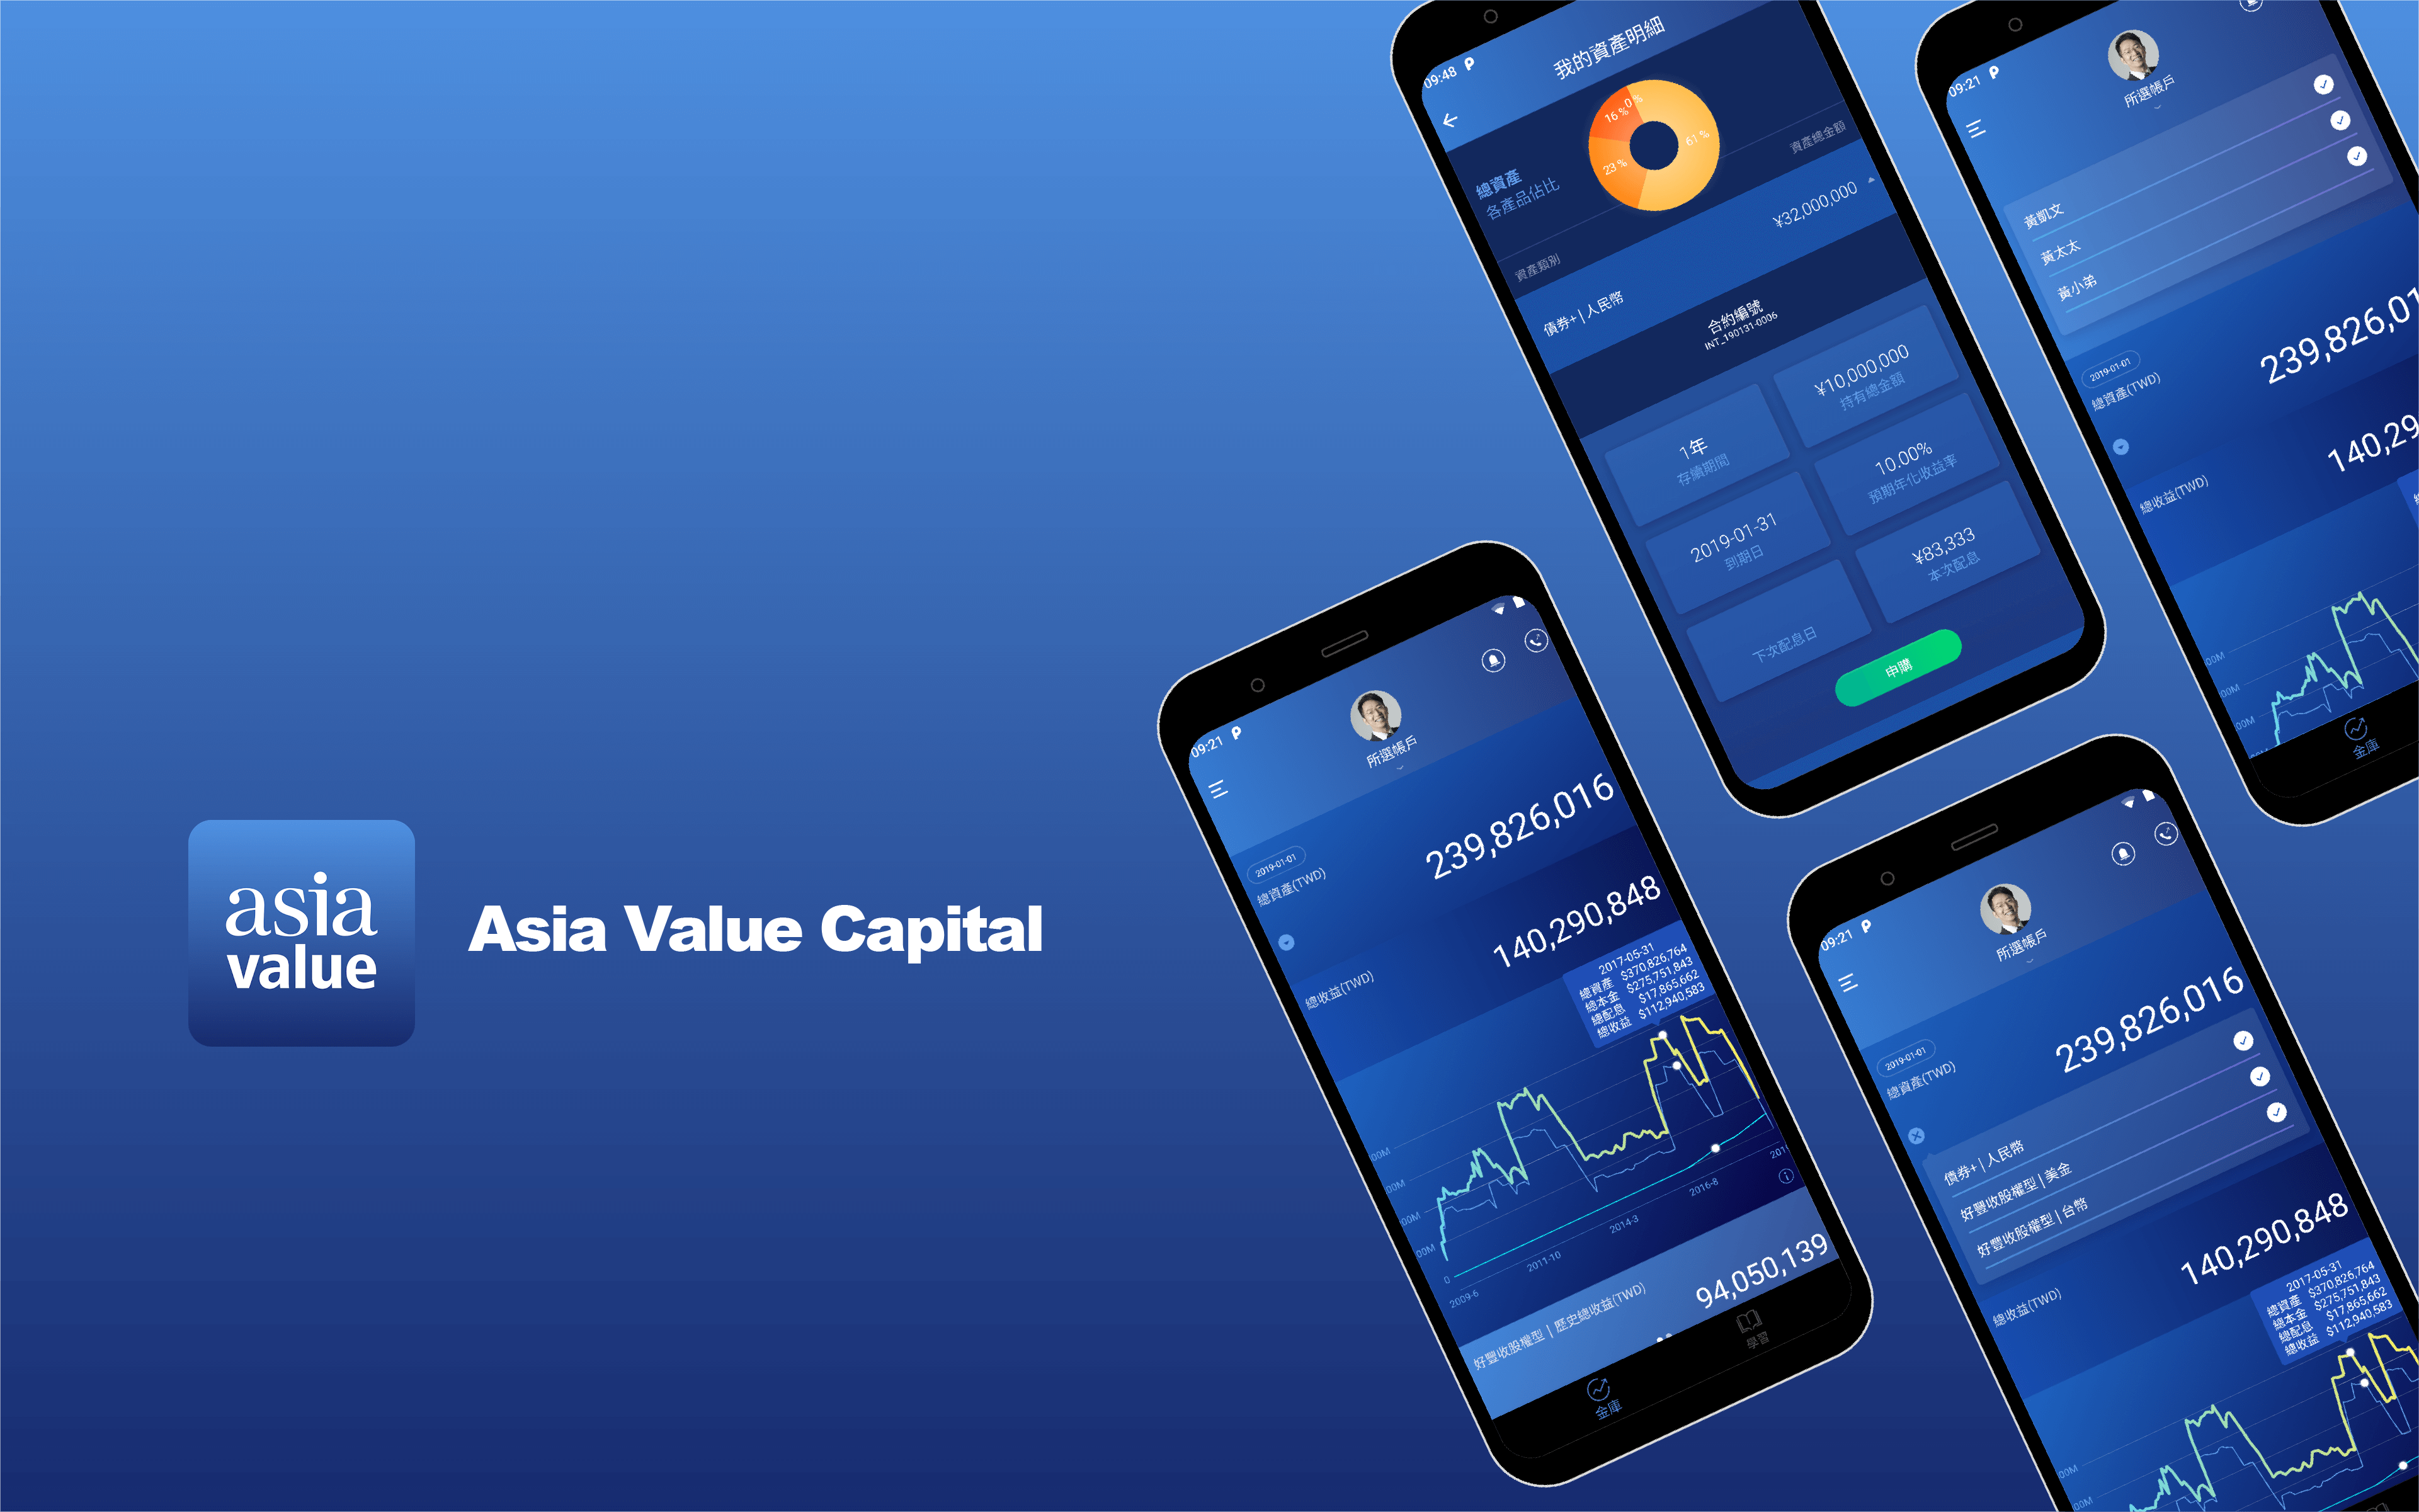 asia
value
Asia Value Capital
09:48
我的資產明細
總資產
各產品佔比
0 %
16 %
23 %
61 %
資產類別
資產總金額
債券+ | 人民幣
¥32,000,000
合約編號
INT_190131-0006
1年
存續期間
¥10,000,000
持有總金額
2019-01-31
到期日
10.00%
預期年化收益率
下次配息日
¥83,333
本次配息
申購
09:21
所選帳戶
黃凱文
黃太太
黃小弟
2019-01-01
總資產(TWD)
239,826,01
總收益(TWD)
140,29
00M
00M
00M
金庫
09:21
所選帳戶
2019-01-01
總資產(TWD)
239,826,016
總收益(TWD)
140,290,848
2017-05-31
總資產 $370,826,764
總本金 $275,751,843
總配息 $17,865,662
總收益 $112,940,583
00M
00M
00M
00M
0
2009-6
2011-10
2014-3
2016-8
201
好豐收股權型 | 歷史總收益(TWD)
94,050,139
金庫
學習
09:21
所選帳戶
2019-01-01
總資產(TWD)
239,826,016
債券+ | 人民幣
好豐收股權型 | 美金
好豐收股權型 | 台幣
總收益(TWD)
140,290,848
2017-05-31
總資產 $370,826,764
總本金 $275,751,843
總配息 $17,865,662
總收益 $112,940,583
00M
00M